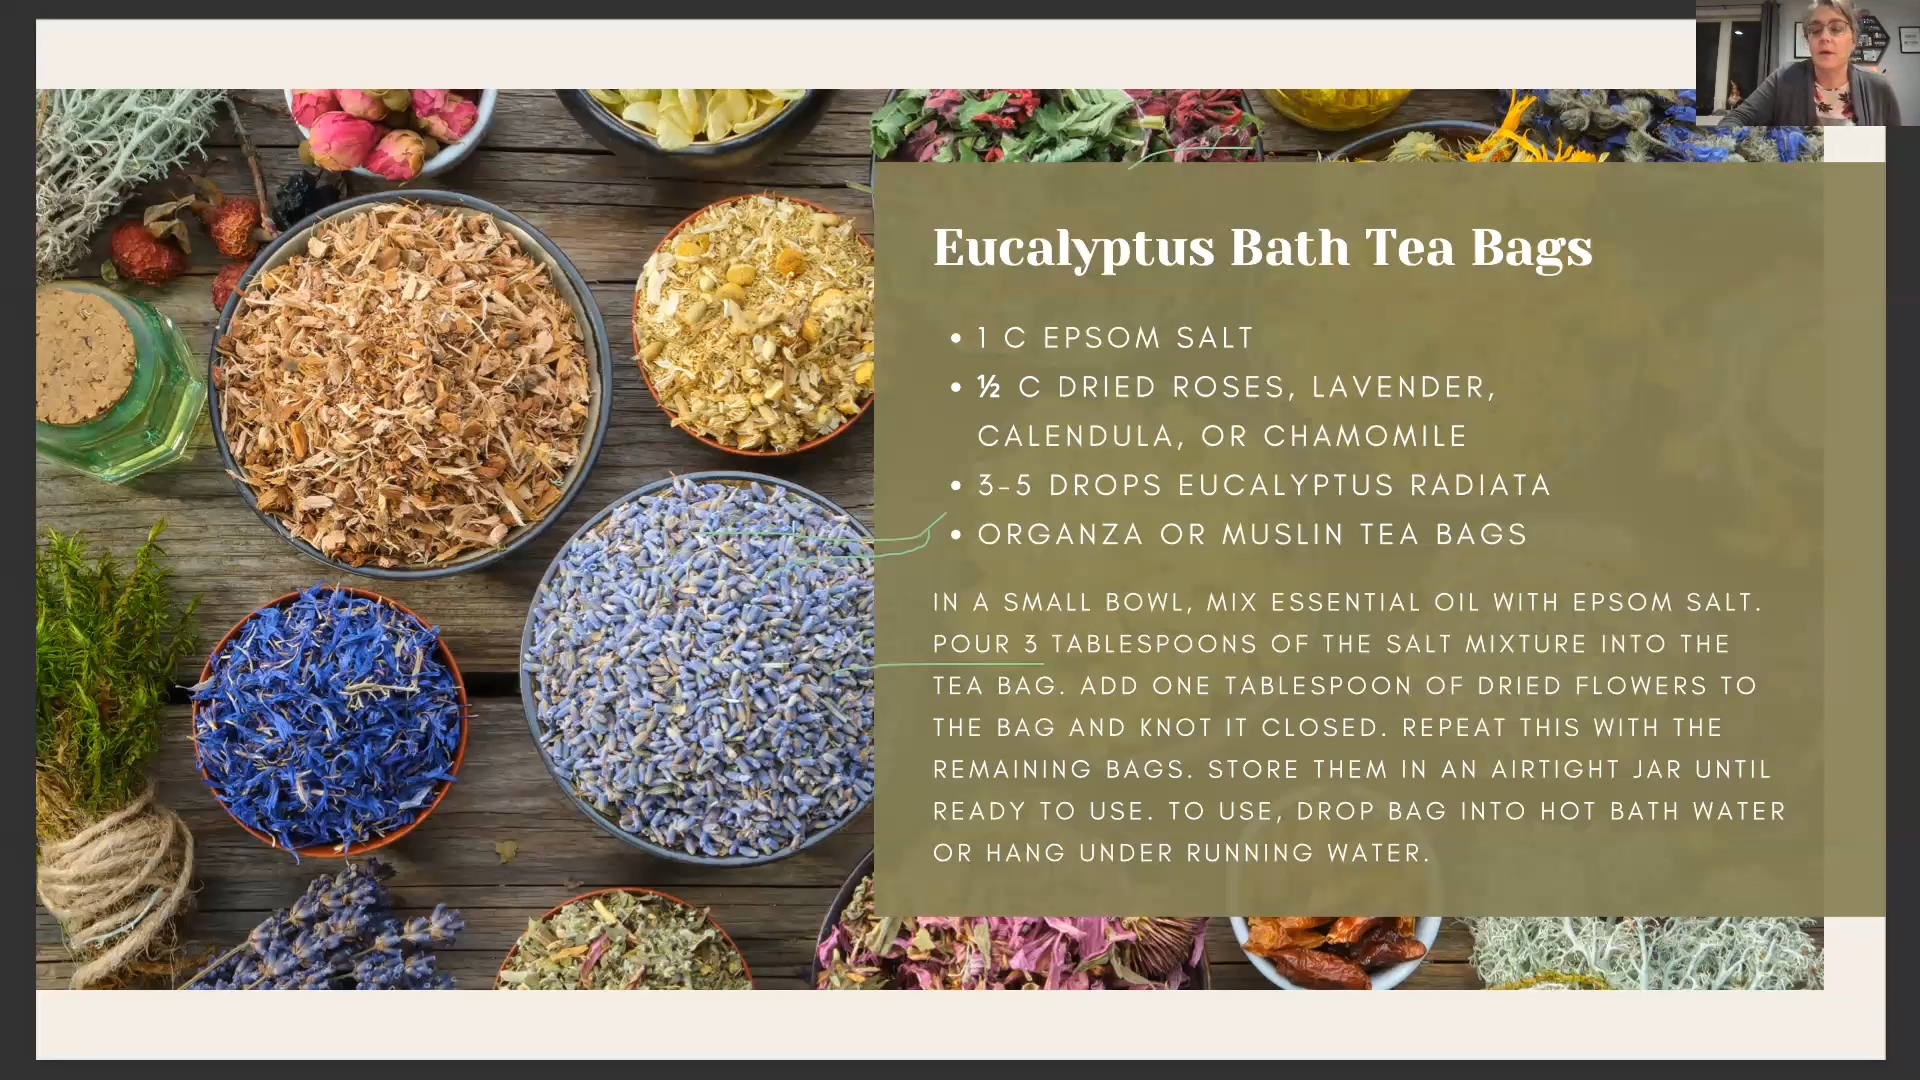 Eucalyptus Bath Tea Bags
• 1 C EPSOM SALT
• ½ C DRIED ROSES, LAVENDER,
CALENDULA, OR CHAMOMILE
• 3-5 DROPS EUCALYPTUS RADIATA
• ORGANZA OR MUSLIN TEA BAGS
IN A SMALL BOWL, MIX ESSENTIAL OIL WITH EPSOM SALT.
POUR 3 TABLESPOONS OF THE SALT MIXTURE INTO THE
TEA BAG. ADD ONE TABLESPOON OF DRIED FLOWERS TO
THE BAG AND KNOT IT CLOSED. REPEAT THIS WITH THE
REMAINING BAGS. STORE THEM IN AN AIRTIGHT JAR UNTIL
READY TO USE. TO USE, DROP BAG INTO HOT BATH WATER
OR HANG UNDER RUNNING WATER.